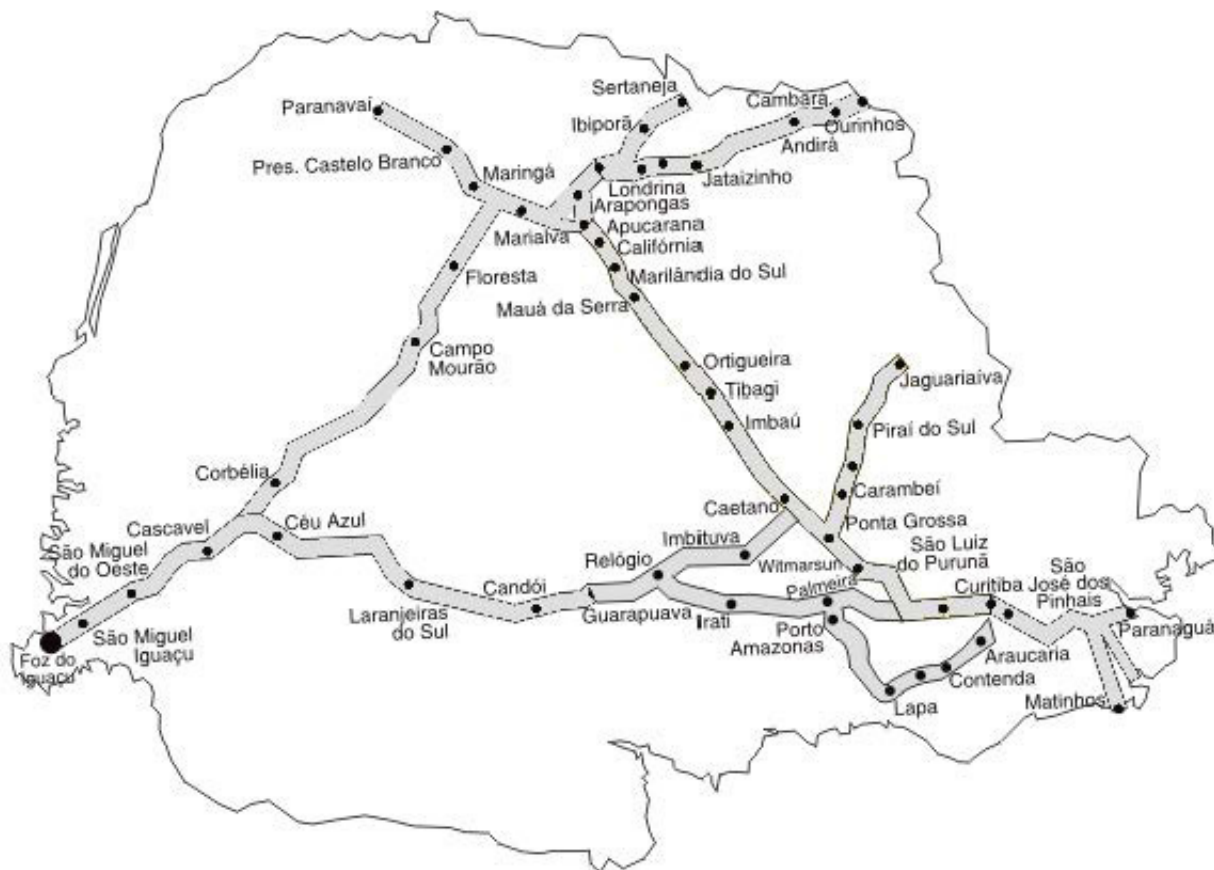 Sertaneja
Paranavaí
Cambará
Ibiporã
Ourinhos
Andirá
Pres. Castelo Branco
Maringá
Londrina
Jataizinho
Arapongas
Marialva
Apucarana
Califórnia
Floresta
Marilândia do Sul
Mauá da Serra
Campo
Mourão
Ortigueira
Jaguariaíva
Tibagi
Imbaú
Piraí do Sul
Corbélia
Carambeí
Caetano
Cascavel
Céu Azul
Ponta Grossa
São Miguel
do Oeste
Imbiituva
São Luiz
do Purunã
Relógio
Witmarsun
São
José dos
Pinhais
Candói
Palmeira
Curitiba
Laranjeiras
do Sul
Guarapuava
Irati
Porto
Amazonas
Paranaguá
São Miguel
Iguaçu
Foz do
Iguaçu
Araucária
Contenda
Lapa
Matinhos